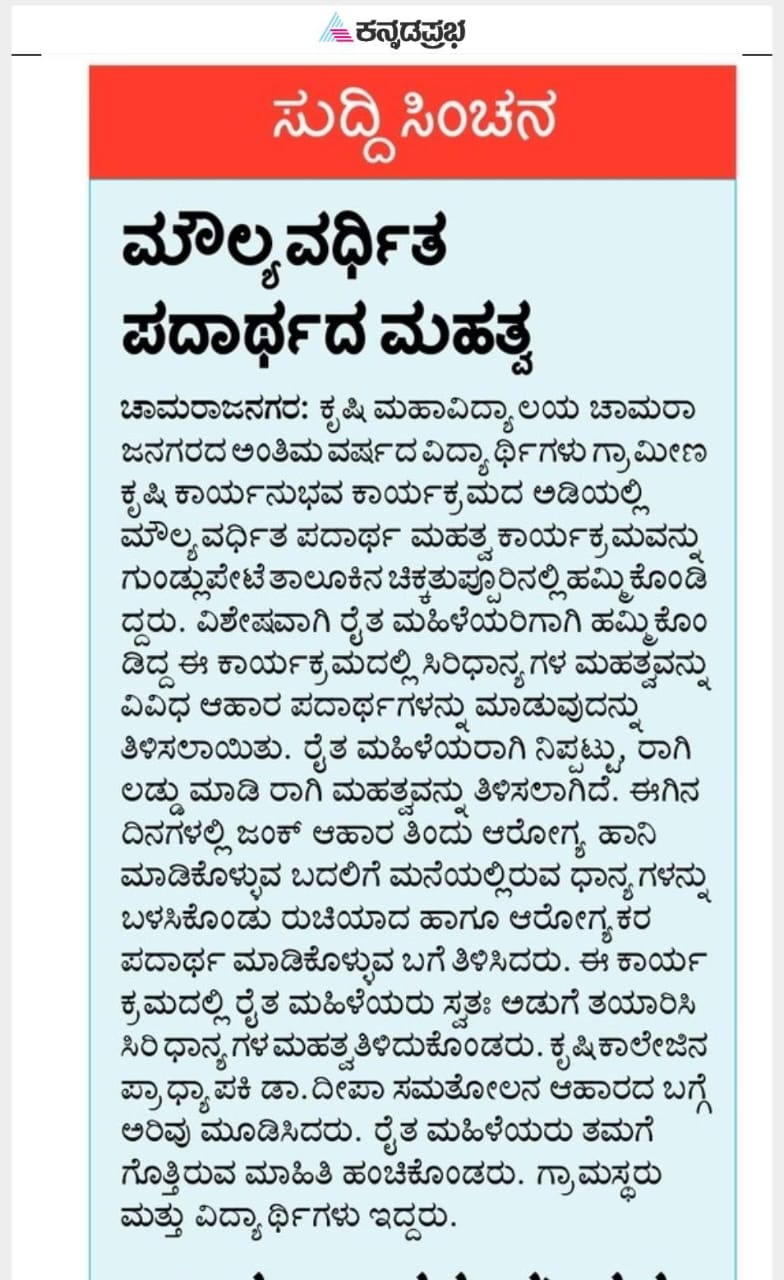 ಕನ್ನಡಪ್ರಭ
ಸುದ್ದಿ ಸಿಂಚನ
ಮೌಲ್ಯವರ್ಧಿತ
ಪದಾರ್ಥದ ಮಹತ್ವ
ಚಾಮರಾಜನಗರ: ಕೃಷಿ ಮಹಾವಿದ್ಯಾಲಯ ಚಾಮರಾ
ಜನಗರದ ಅಂತಿಮ ವರ್ಷದ ವಿದ್ಯಾರ್ಥಿಗಳು ಗ್ರಾಮೀಣ
ಕೃಷಿ ಕಾರ್ಯನುಭವ ಕಾರ್ಯಕ್ರಮದ ಅಡಿಯಲ್ಲಿ
ಮೌಲ್ಯವರ್ಧಿತ ಪದಾರ್ಥ ಮಹತ್ವ ಕಾರ್ಯಕ್ರಮವನ್ನು
ಗುಂಡ್ಲುಪೇಟೆ ತಾಲೂಕಿನ ಚಿಕ್ಕತುಪ್ಪೂರಿನಲ್ಲಿ ಹಮ್ಮಿಕೊಂಡಿ
ದ್ದರು. ವಿಶೇಷವಾಗಿ ರೈತ ಮಹಿಳೆಯರಿಗಾಗಿ ಹಮ್ಮಿಕೊಂ
ಡಿದ್ದ ಈ ಕಾರ್ಯಕ್ರಮದಲ್ಲಿ ಸಿರಿಧಾನ್ಯಗಳ ಮಹತ್ವವನ್ನು
ವಿವಿಧ ಆಹಾರ ಪದಾರ್ಥಗಳನ್ನು ಮಾಡುವುದನ್ನು
ತಿಳಿಸಲಾಯಿತು. ರೈತ ಮಹಿಳೆಯರಾಗಿ ನಿಪ್ಪಟ್ಟು, ರಾಗಿ
ಲಡ್ಡು ಮಾಡಿ ರಾಗಿ ಮಹತ್ವವನ್ನು ತಿಳಿಸಲಾಗಿದೆ. ಈಗಿನ
ದಿನಗಳಲ್ಲಿ ಜಂಕ್ ಆಹಾರ ತಿಂದು ಆರೋಗ್ಯ ಹಾನಿ
ಮಾಡಿಕೊಳ್ಳುವ ಬದಲಿಗೆ ಮನೆಯಲ್ಲಿರುವ ಧಾನ್ಯಗಳನ್ನು
ಬಳಸಿಕೊಂಡು ರುಚಿಯಾದ ಹಾಗೂ ಆರೋಗ್ಯಕರ
ಪದಾರ್ಥ ಮಾಡಿಕೊಳ್ಳುವ ಬಗೆ ತಿಳಿಸಿದರು. ಈ ಕಾರ್ಯ
ಕ್ರಮದಲ್ಲಿ ರೈತ ಮಹಿಳೆಯರು ಸ್ವತಃ ಅಡುಗೆ ತಯಾರಿಸಿ
ಸಿರಿಧಾನ್ಯಗಳ ಮಹತ್ವ ತಿಳಿದುಕೊಂಡರು. ಕೃಷಿಕಾಲೇಜಿನ
ಪ್ರಾಧ್ಯಾಪಕಿ ಡಾ.ದೀಪಾ ಸಮತೋಲನ ಆಹಾರದ ಬಗ್ಗೆ
ಅರಿವು ಮೂಡಿಸಿದರು. ರೈತ ಮಹಿಳೆಯರು ತಮಗೆ
ಗೊತ್ತಿರುವ ಮಾಹಿತಿ ಹಂಚಿಕೊಂಡರು. ಗ್ರಾಮಸ್ಥರು
ಮತ್ತು ವಿದ್ಯಾರ್ಥಿಗಳು ಇದ್ದರು.